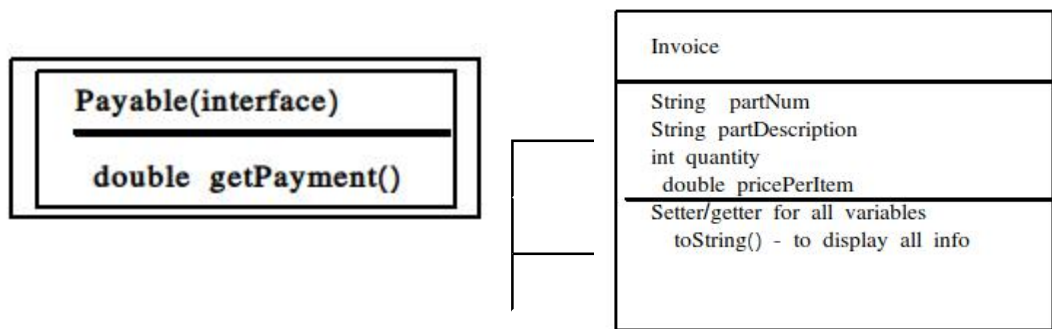 Payable(interface)
double getPayment()
Invoice
String partNum
String partDescription
int quantity
double pricePerItem
Setter/getter for all variables
toString() - to display all info